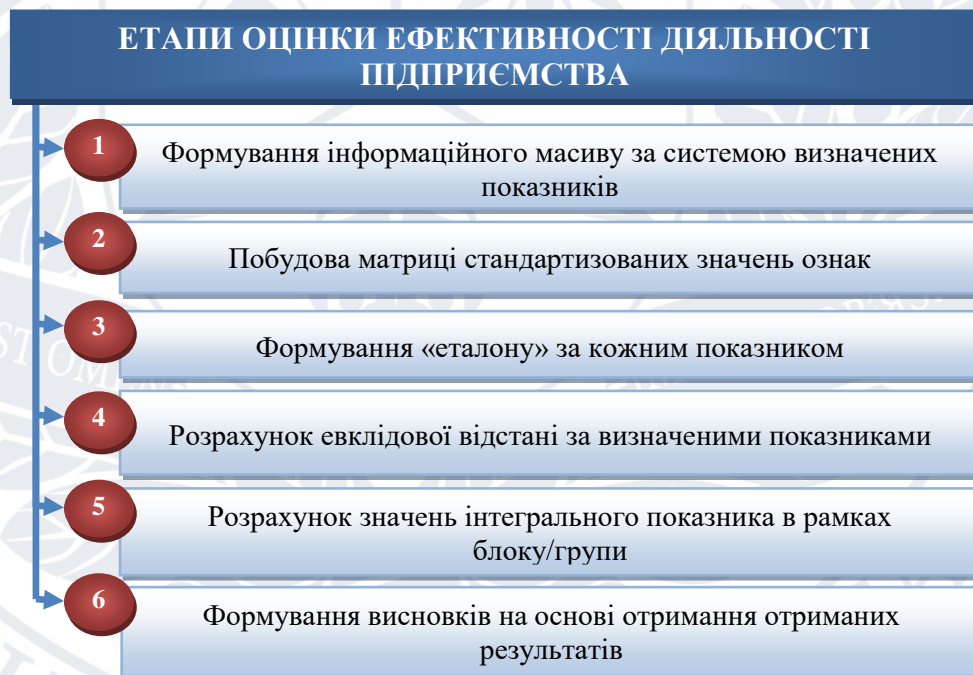 ЕТАПИ ОЦІНКИ ЕФЕКТИВНОСТІ ДІЯЛЬНОСТІ
ПІДПРИЄМСТВА
1
Формування інформаційного масиву за системою визначених
показників
2
Побудова матриці стандартизованих значень ознак
3
Формування «еталону» за кожним показником
4
Розрахунок евклідової відстані за визначеними показниками
5
Розрахунок значень інтегрального показника в рамках
блоку/групи
6
Формування висновків на основі отримання отриманих
результатів